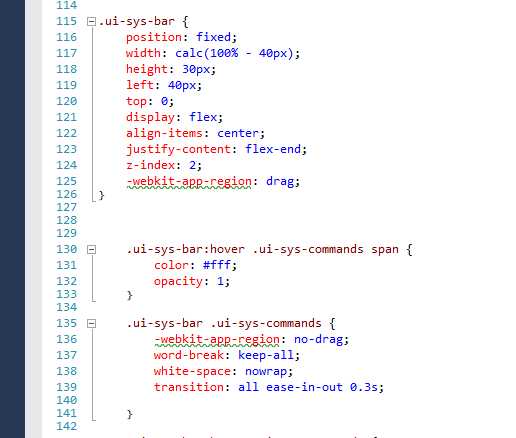 114
115 .ui-sys-bar {
116 position: fixed;
117 width: calc(100% - 40px);
118 height: 30px;
119 left: 40px;
120 top: 0;
121 display: flex;
122 align-items: center;
123 justify-content: flex-end;
124 z-index: 2;
125 -webkit-app-region: drag;
126 }
127
128
129
130 .ui-sys-bar:hover .ui-sys-commands span {
131 color: #fff;
132 opacity: 1;
133 }
134
135 .ui-sys-bar .ui-sys-commands {
136 -webkit-app-region: no-drag;
137 word-break: keep-all;
138 white-space: nowrap;
139 transition: all ease-in-out 0.3s;
140
141 }
142